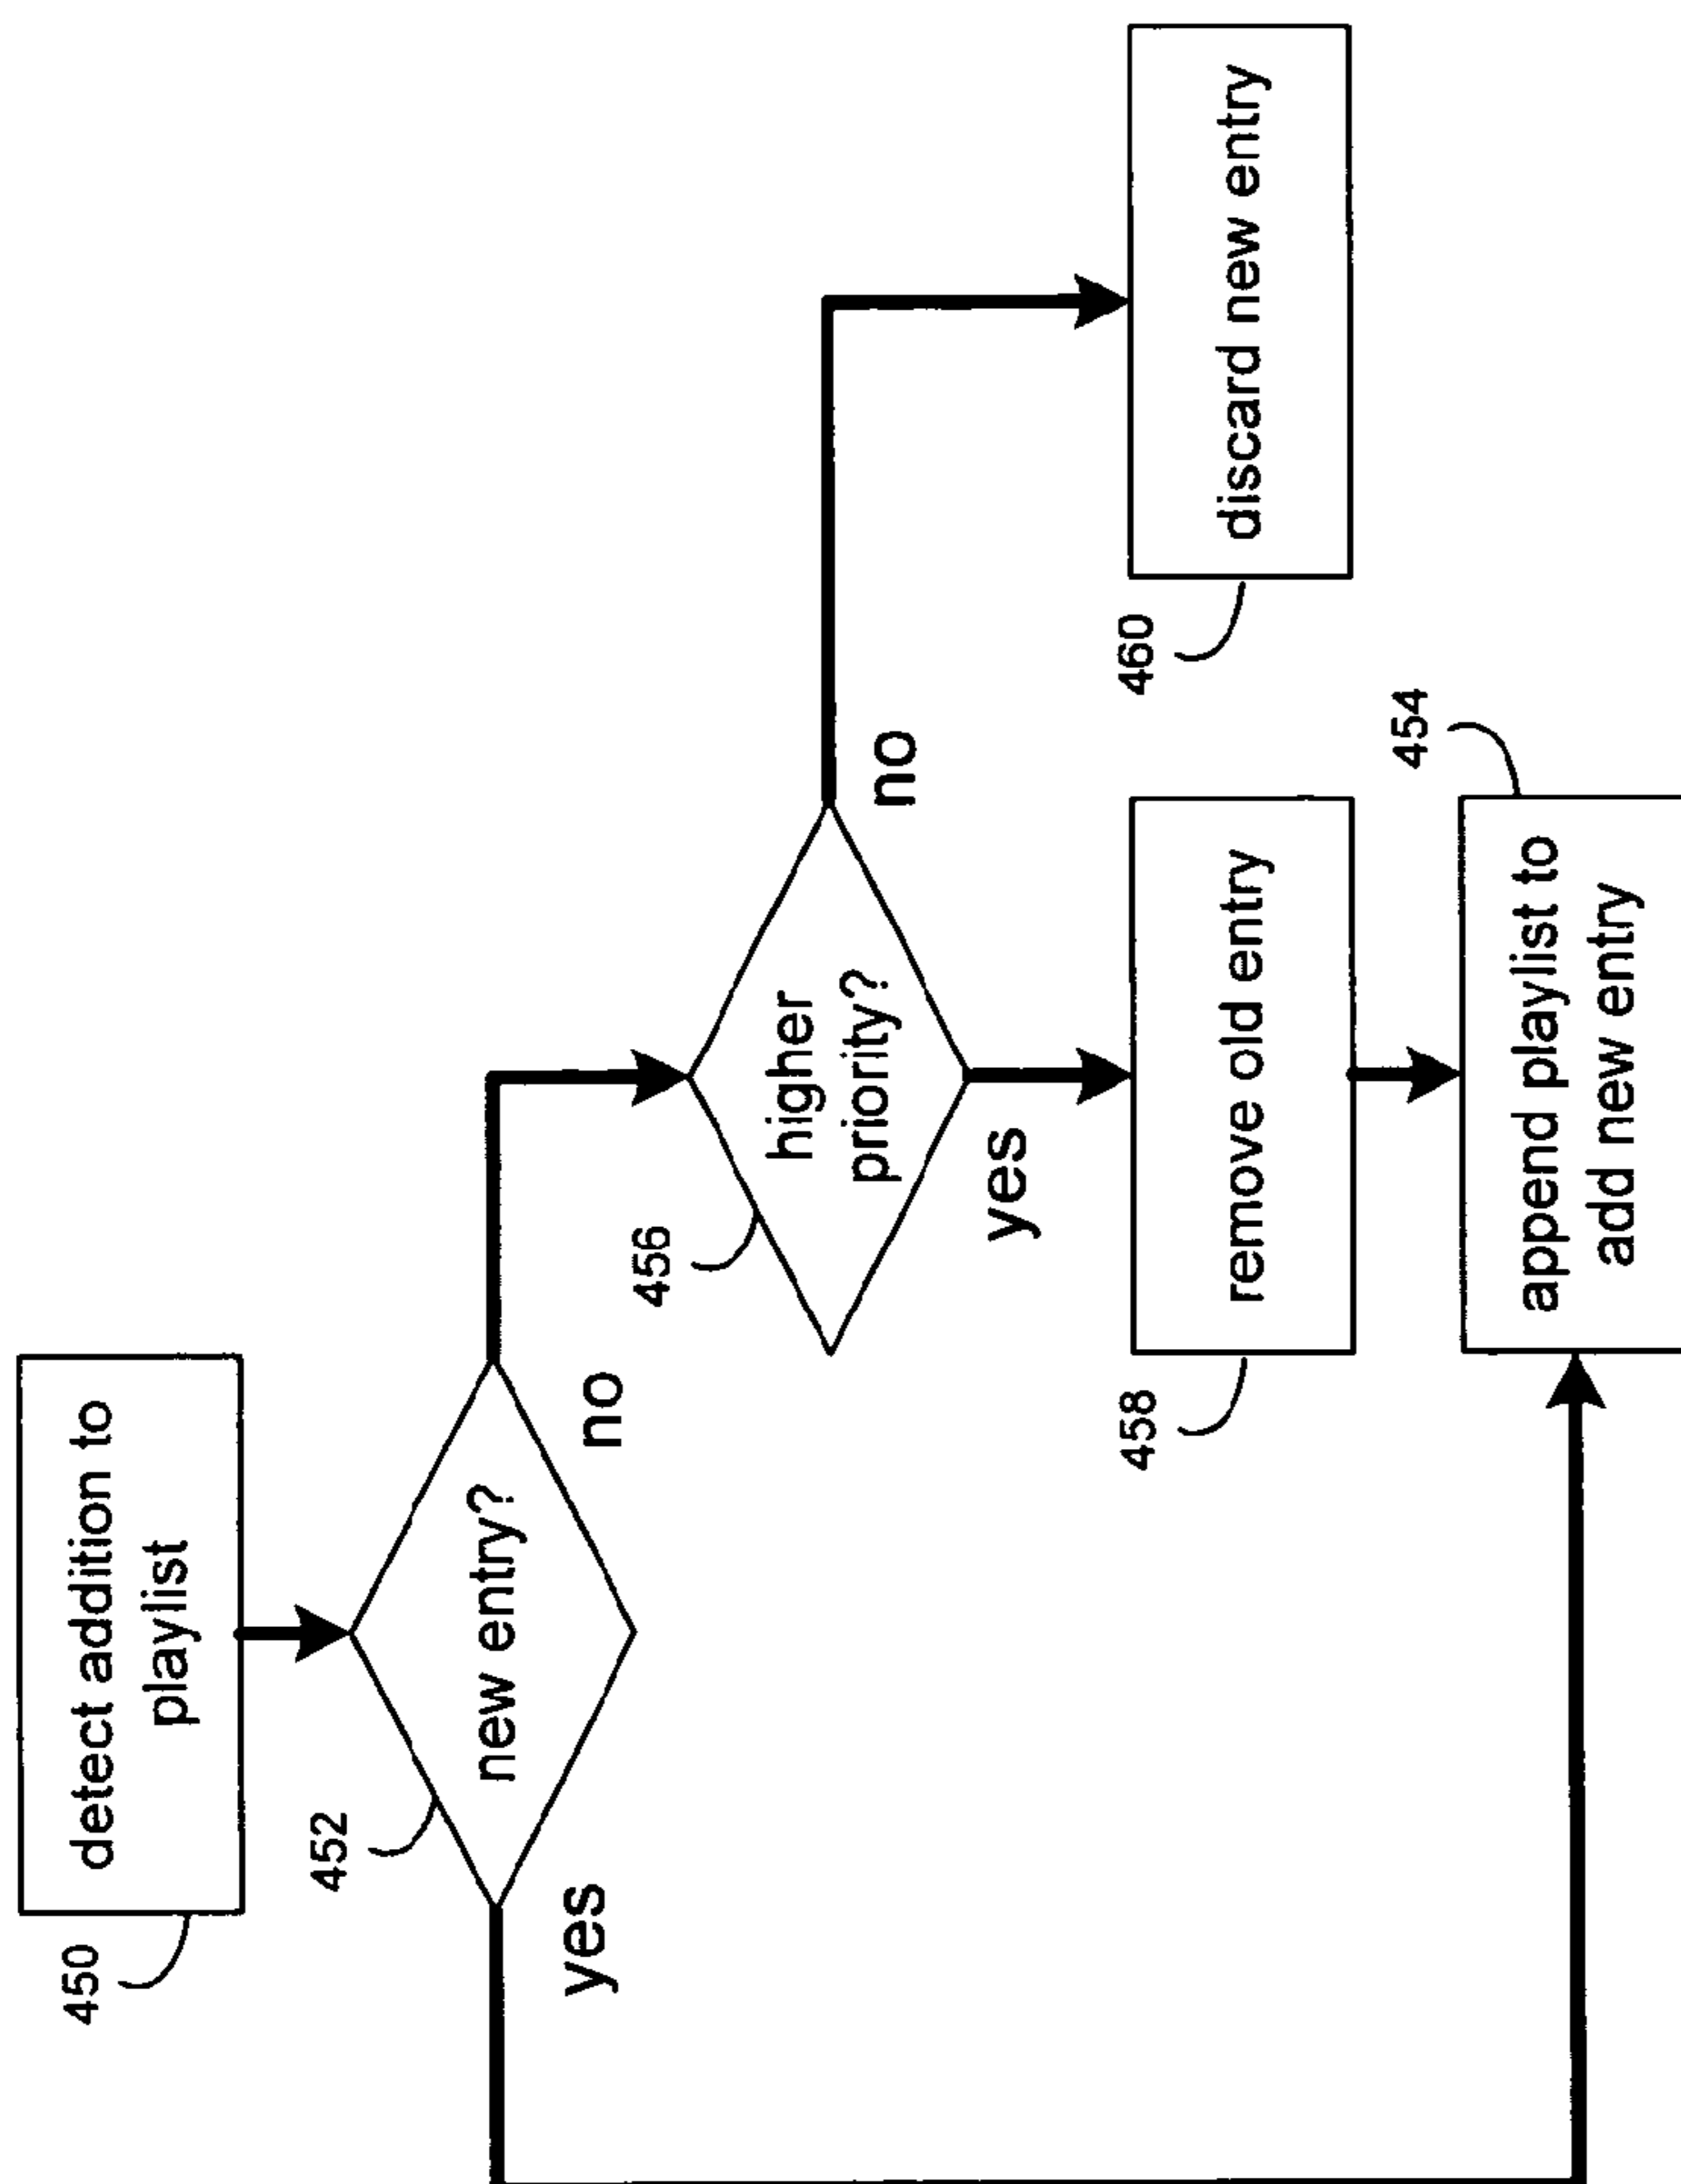 450
detect addition to
playlist
452
new entry?
yes
no
456
higher
priority?
yes
no
458
remove old entry
460
discard new entry
454
append playlist to
add new entry